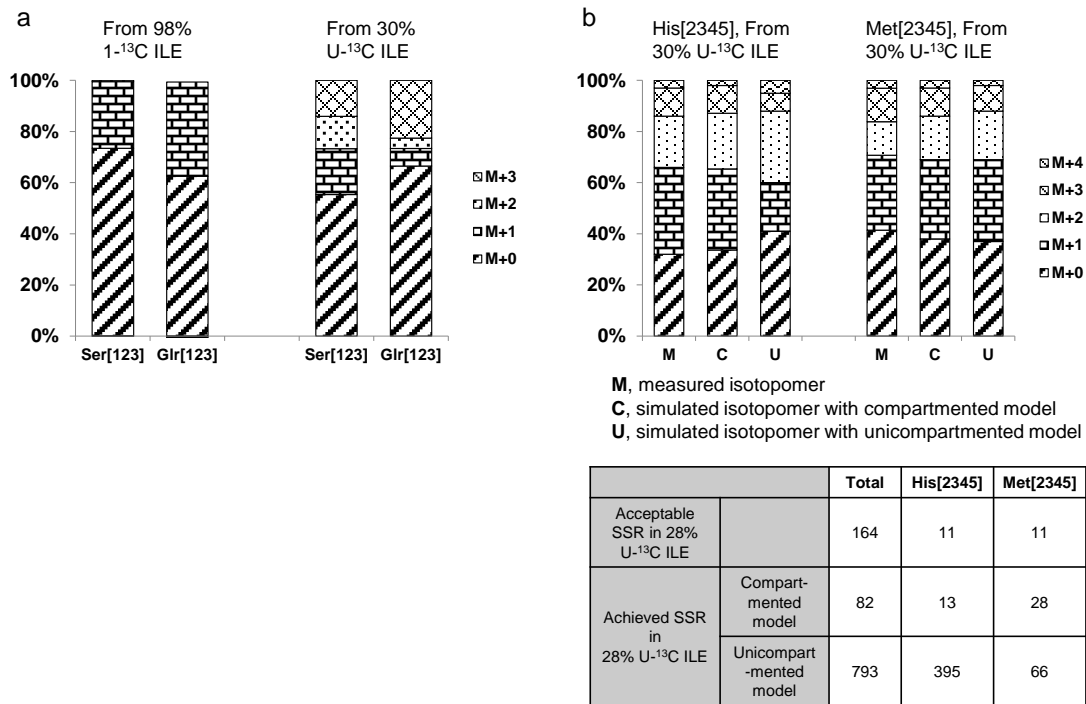 a
From 98%
1-¹³C ILE
From 30%
U-¹³C ILE
100%
80%
60%
40%
20%
0%
Ser[123]
Glr[123]
Ser[123]
Glr[123]
M+3
M+2
M+1
M+0
b
His[2345], From
30% U-¹³C ILE
Met[2345], From
30% U-¹³C ILE
100%
80%
60%
40%
20%
0%
M
C
U
M
C
U
M+4
M+3
M+2
M+1
M+0
M, measured isotopomer
C, simulated isotopomer with compartmented model
U, simulated isotopomer with unicompartmented model
Total His[2345] Met[2345]
Acceptable
SSR in 28%
U-¹³C ILE
164 11 11
Achieved SSR
in
28% U-¹³C ILE
Compart-
mented
model
82 13 28
Unicompart
-mented
model
793 395 66